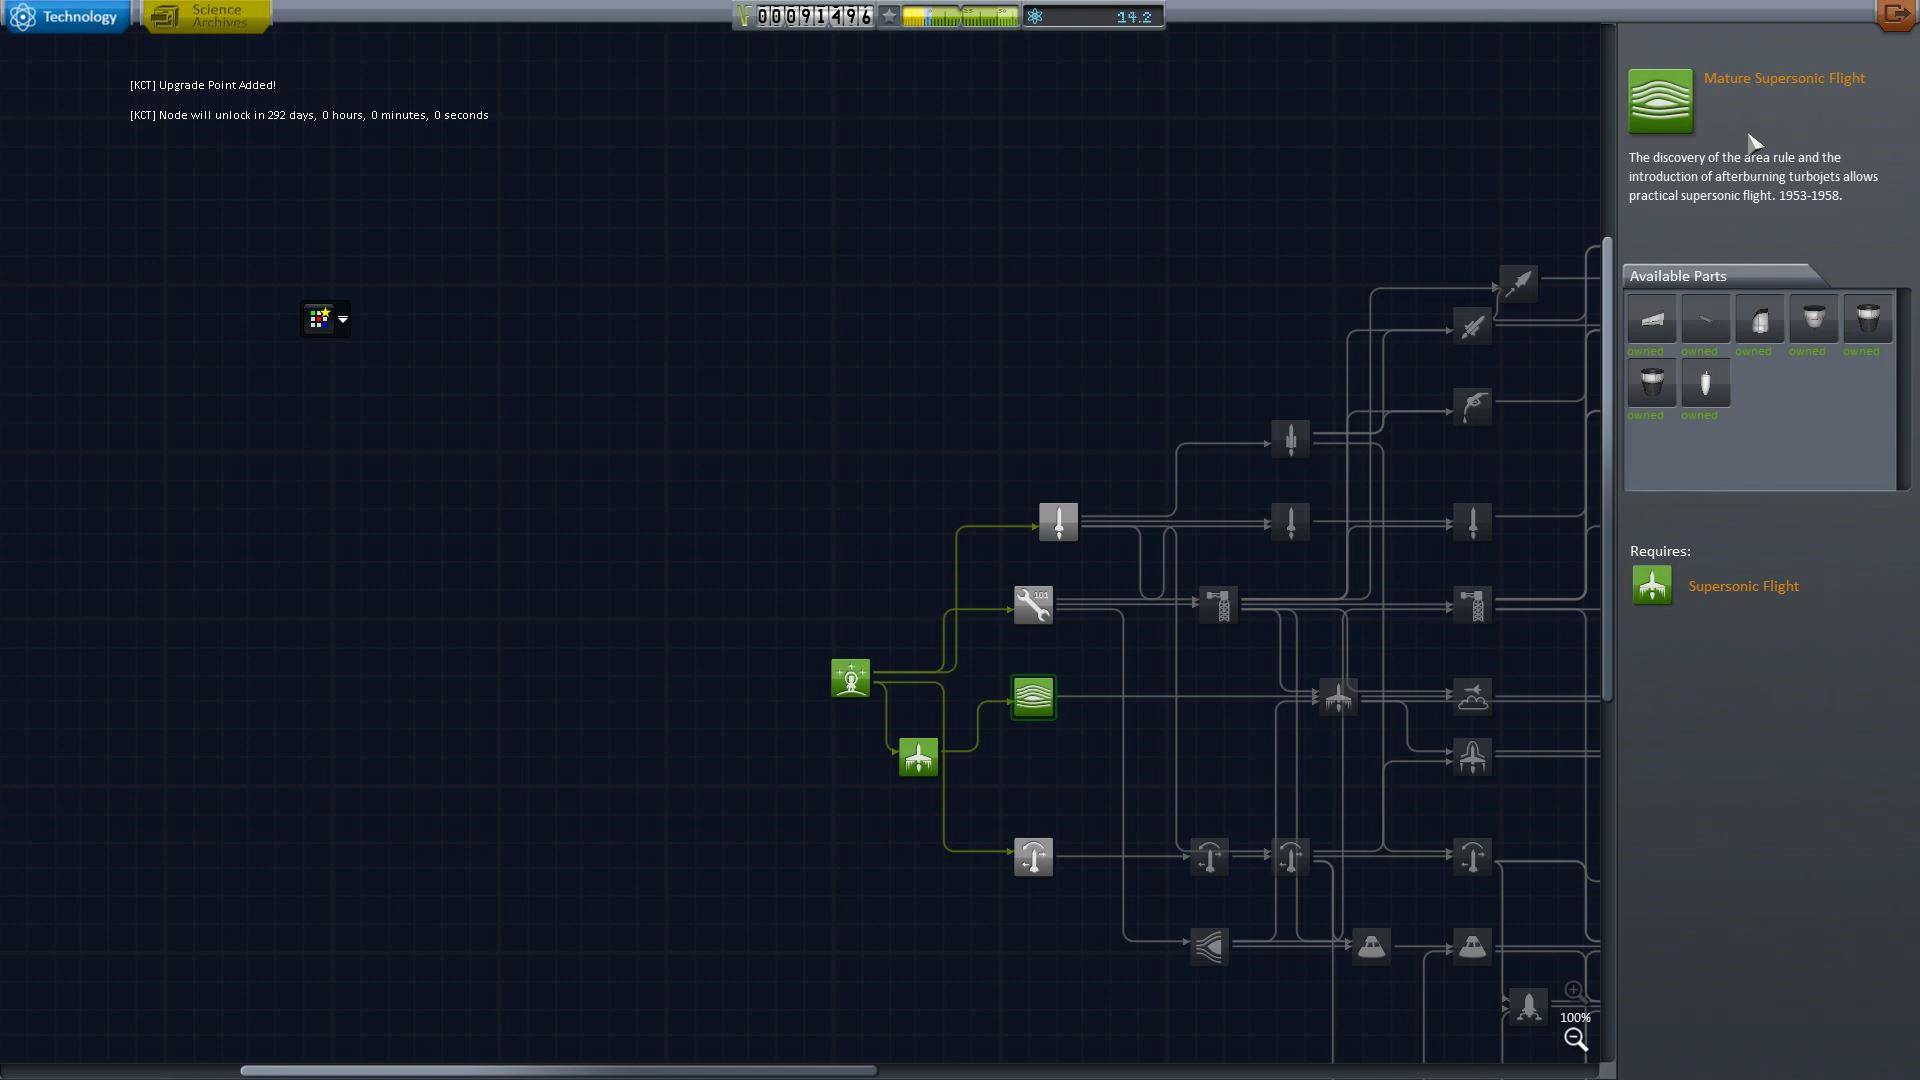 Technology
Science Archives
00091496
25
50
14.2
[KCT] Upgrade Point Added!
[KCT] Node will unlock in 292 days, 0 hours, 0 minutes, 0 seconds
Mature Supersonic Flight
The discovery of the area rule and the
introduction of afterburning turbojets allows
practical supersonic flight. 1953-1958.
Available Parts
owned owned owned owned owned
owned owned
Requires:
Supersonic Flight
101
100%